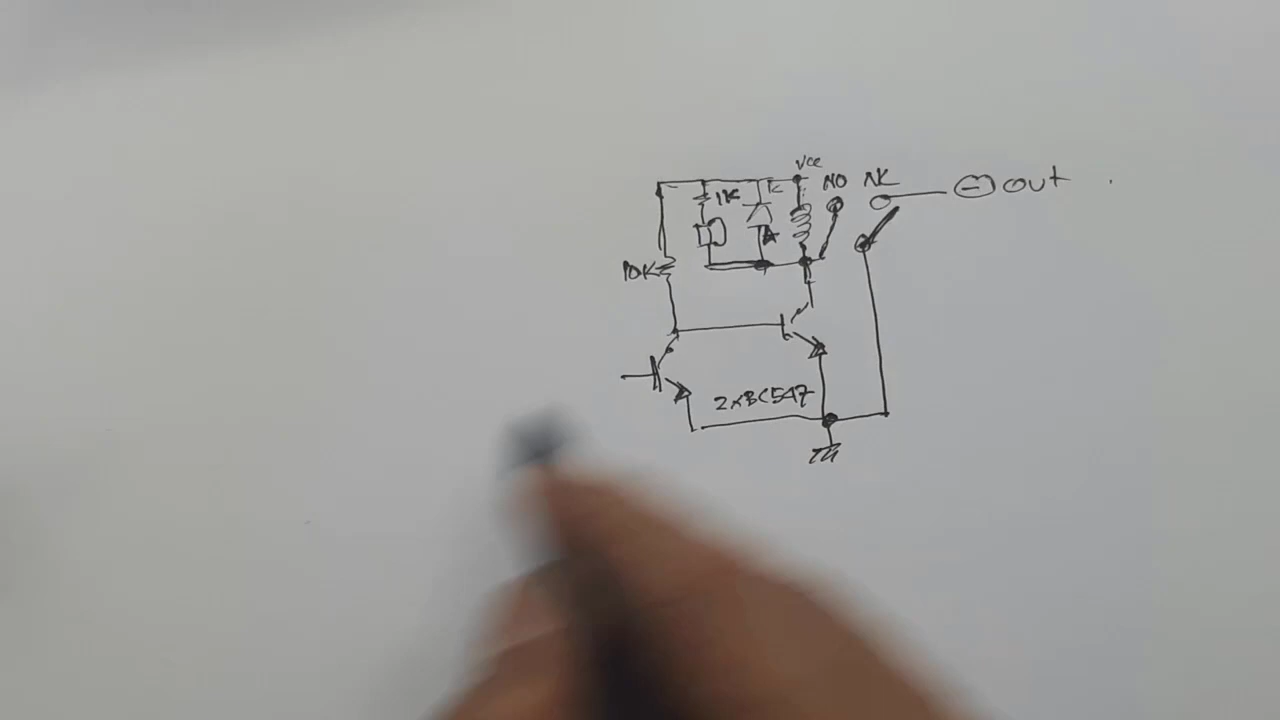 Vcc
1K K NO NC
⊖ out
A
10K
2xBC547